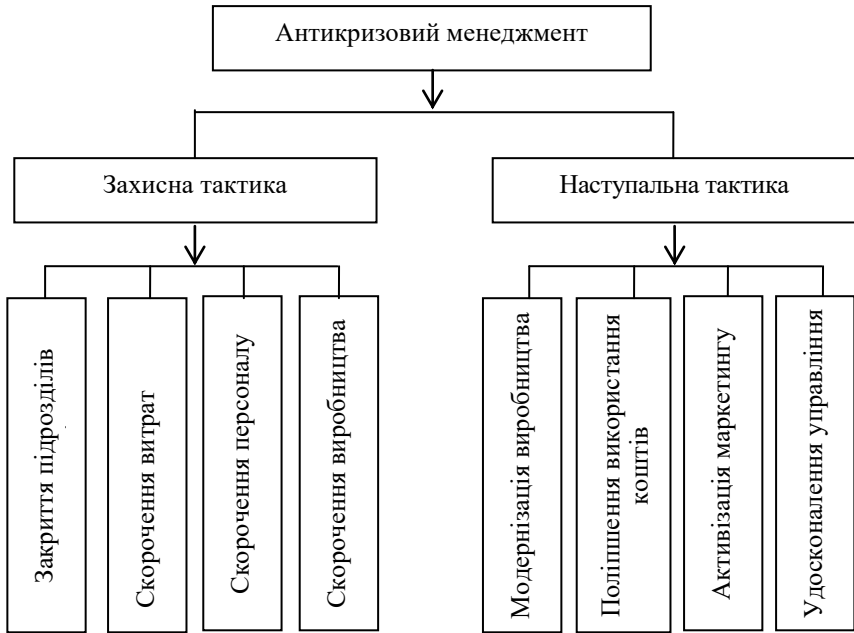 Антикризовий менеджмент
Захисна тактика
Наступальна тактика
Закриття підрозділів
Скорочення витрат
Скорочення персоналу
Скорочення виробництва
Модернізація виробництва
Поліпшення використання
коштів
Активізація маркетингу
Удосконалення управління